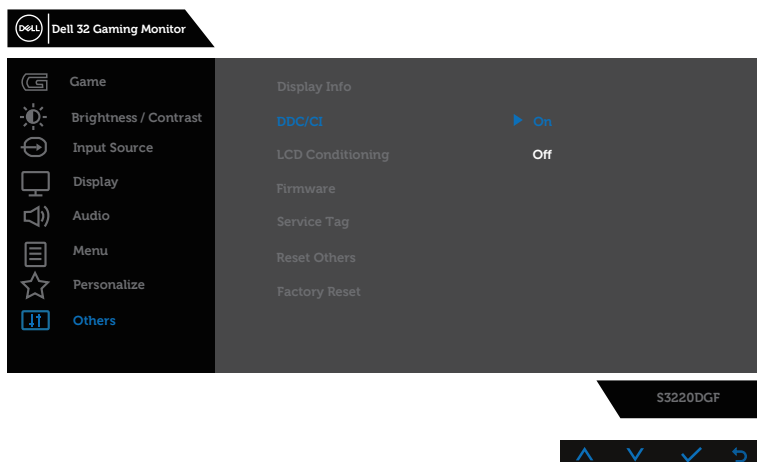 DELL
Dell 32 Gaming Monitor
Game
Brightness / Contrast
Input Source
Display
Audio
Menu
Personalize
Others
Display Info
DDC/CI
On
LCD Conditioning
Off
Firmware
Service Tag
Reset Others
Factory Reset
S3220DGF